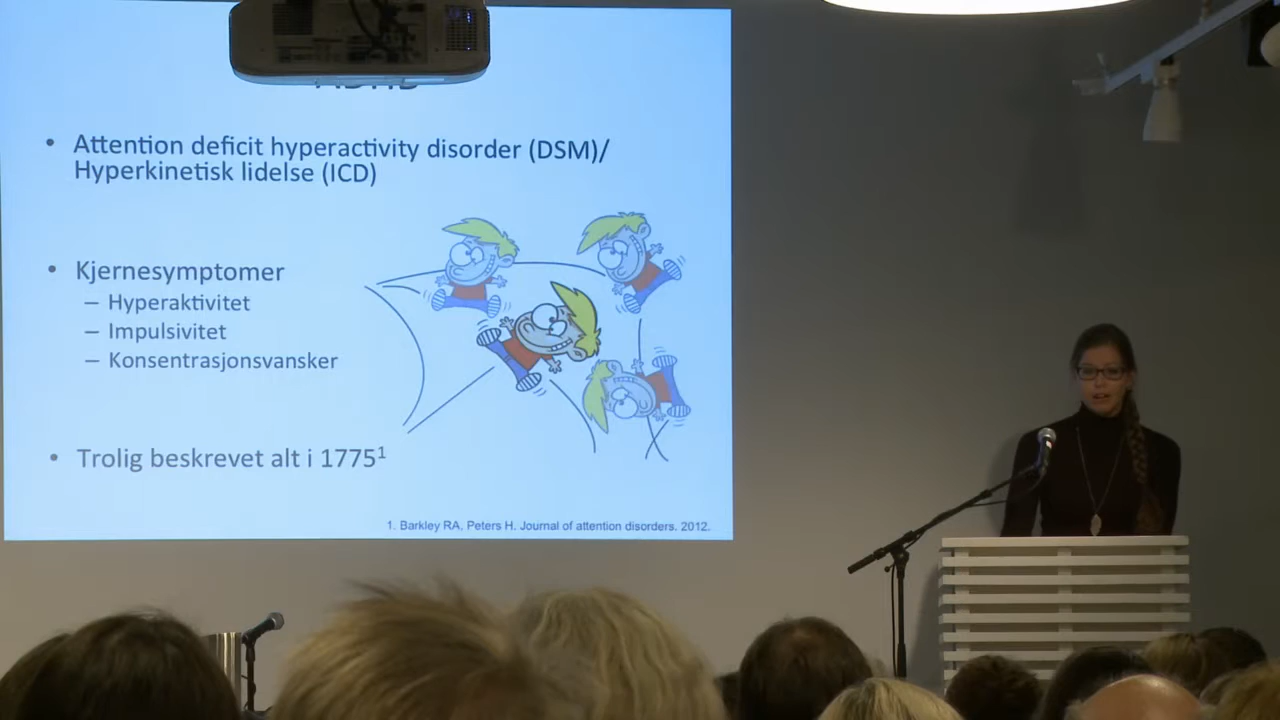 ADHD
• Attention deficit hyperactivity disorder (DSM)/
Hyperkinetisk lidelse (ICD)
• Kjernesymptomer
– Hyperaktivitet
– Impulsivitet
– Konsentrasjonsvansker
• Trolig beskrevet alt i 1775¹
1. Barkley RA, Peters H. Journal of attention disorders. 2012.